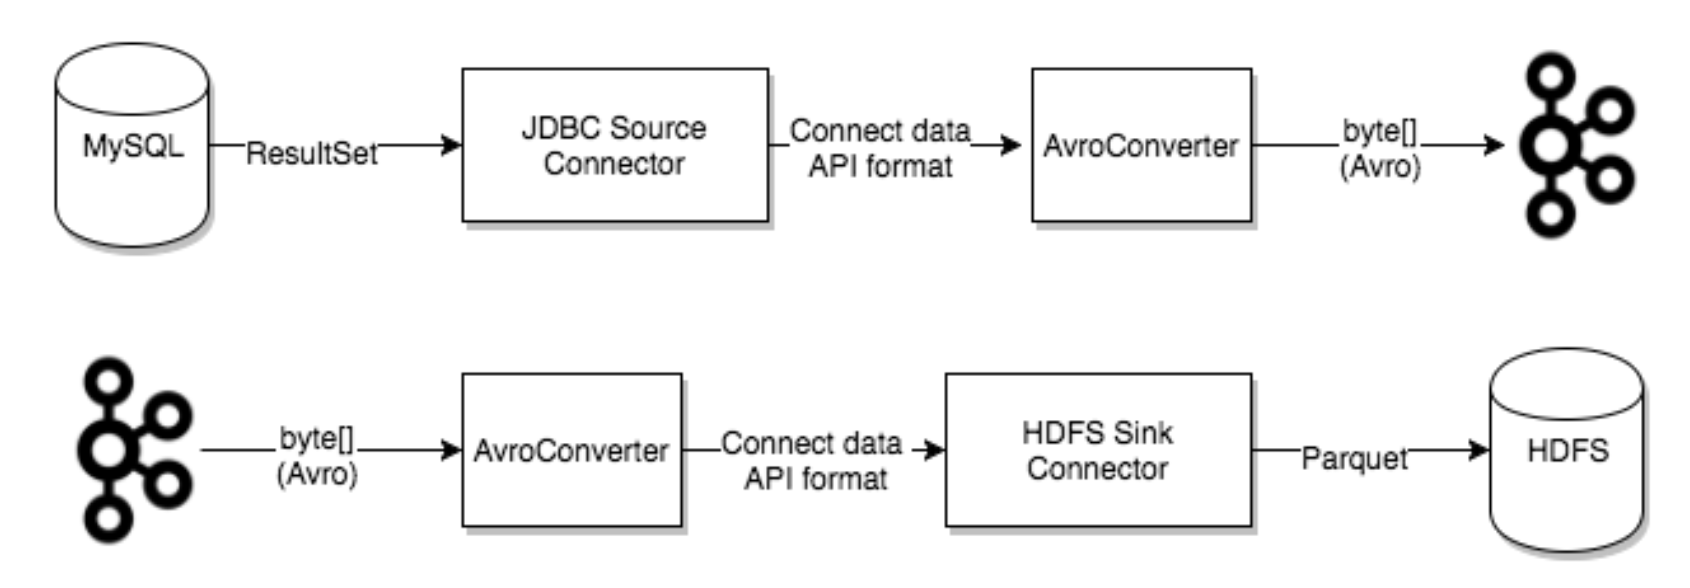 MySQL
ResultSet
JDBC Source
Connector
Connect data
API format
AvroConverter
byte[]
(Avro)
byte[]
(Avro)
AvroConverter
Connect data
API format
HDFS Sink
Connector
Parquet
HDFS